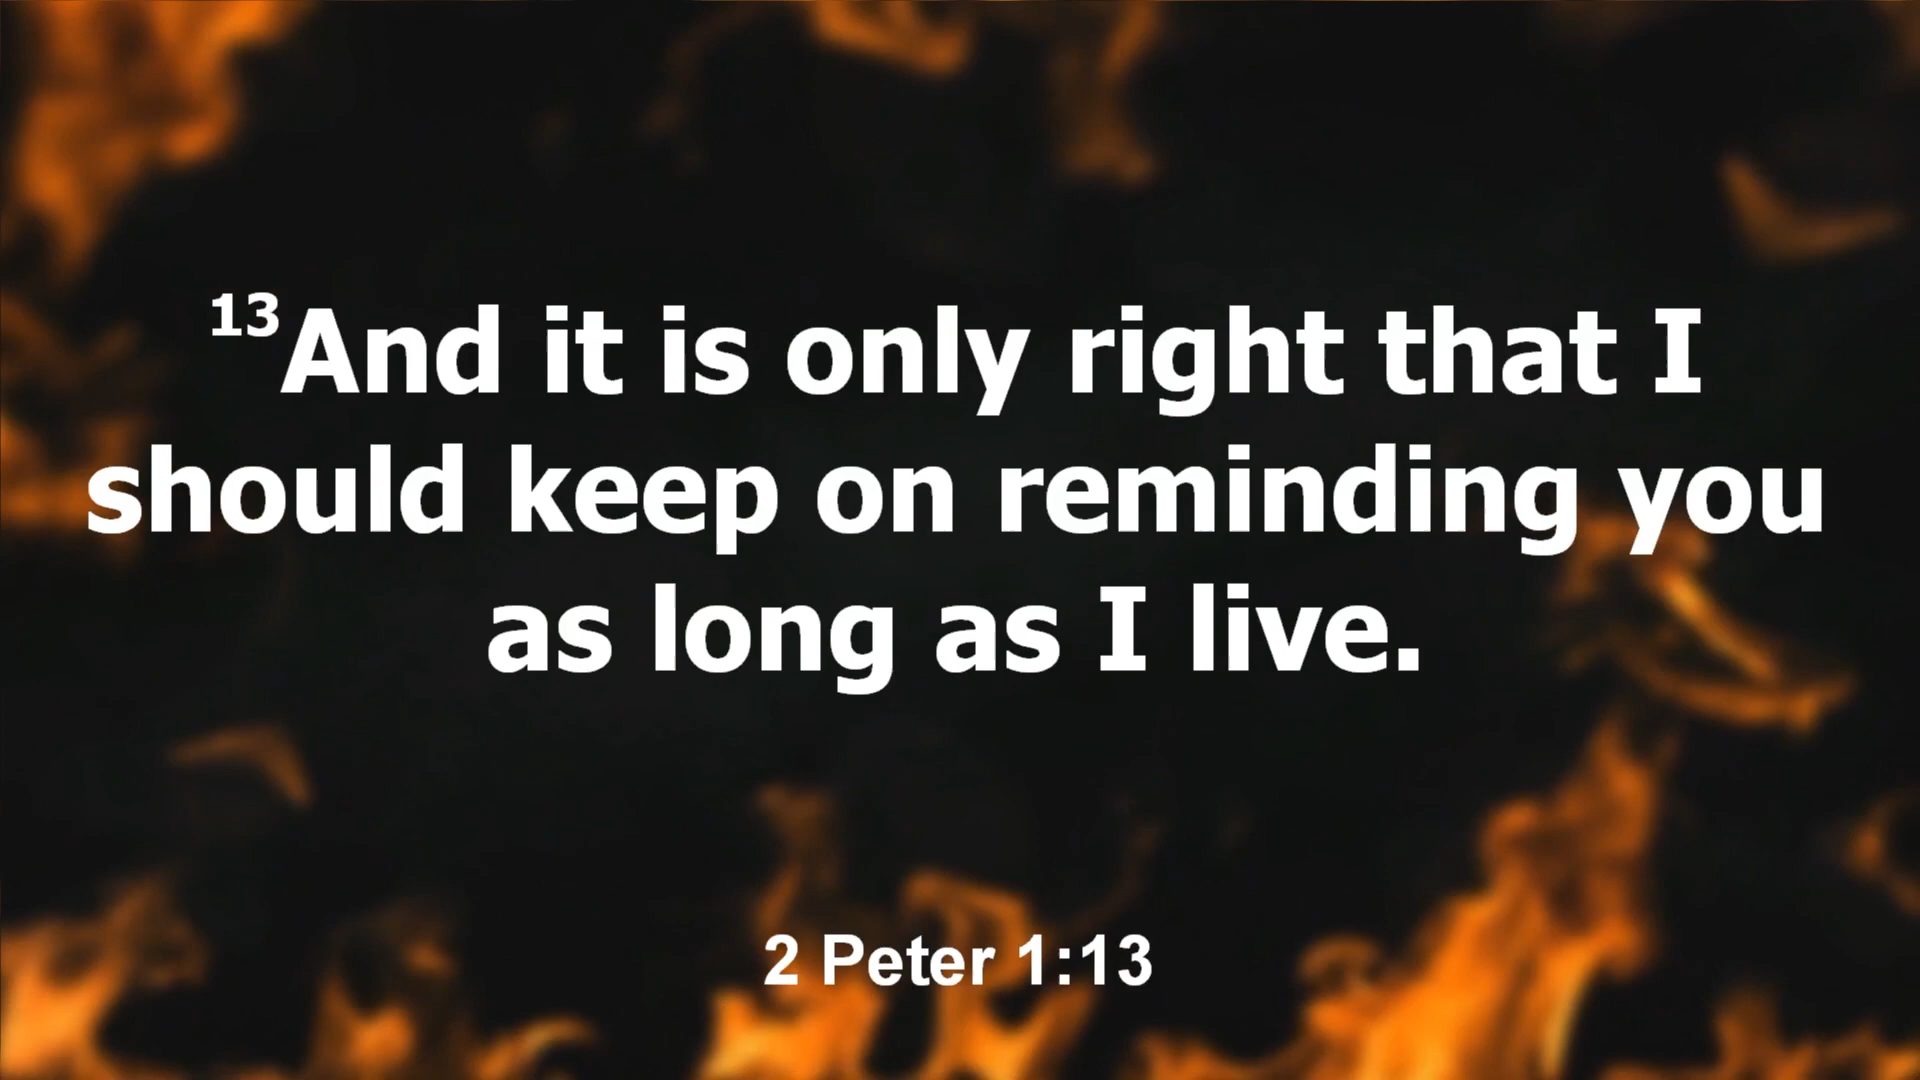 13And it is only right that I
should keep on reminding you
as long as I live.
2 Peter 1:13